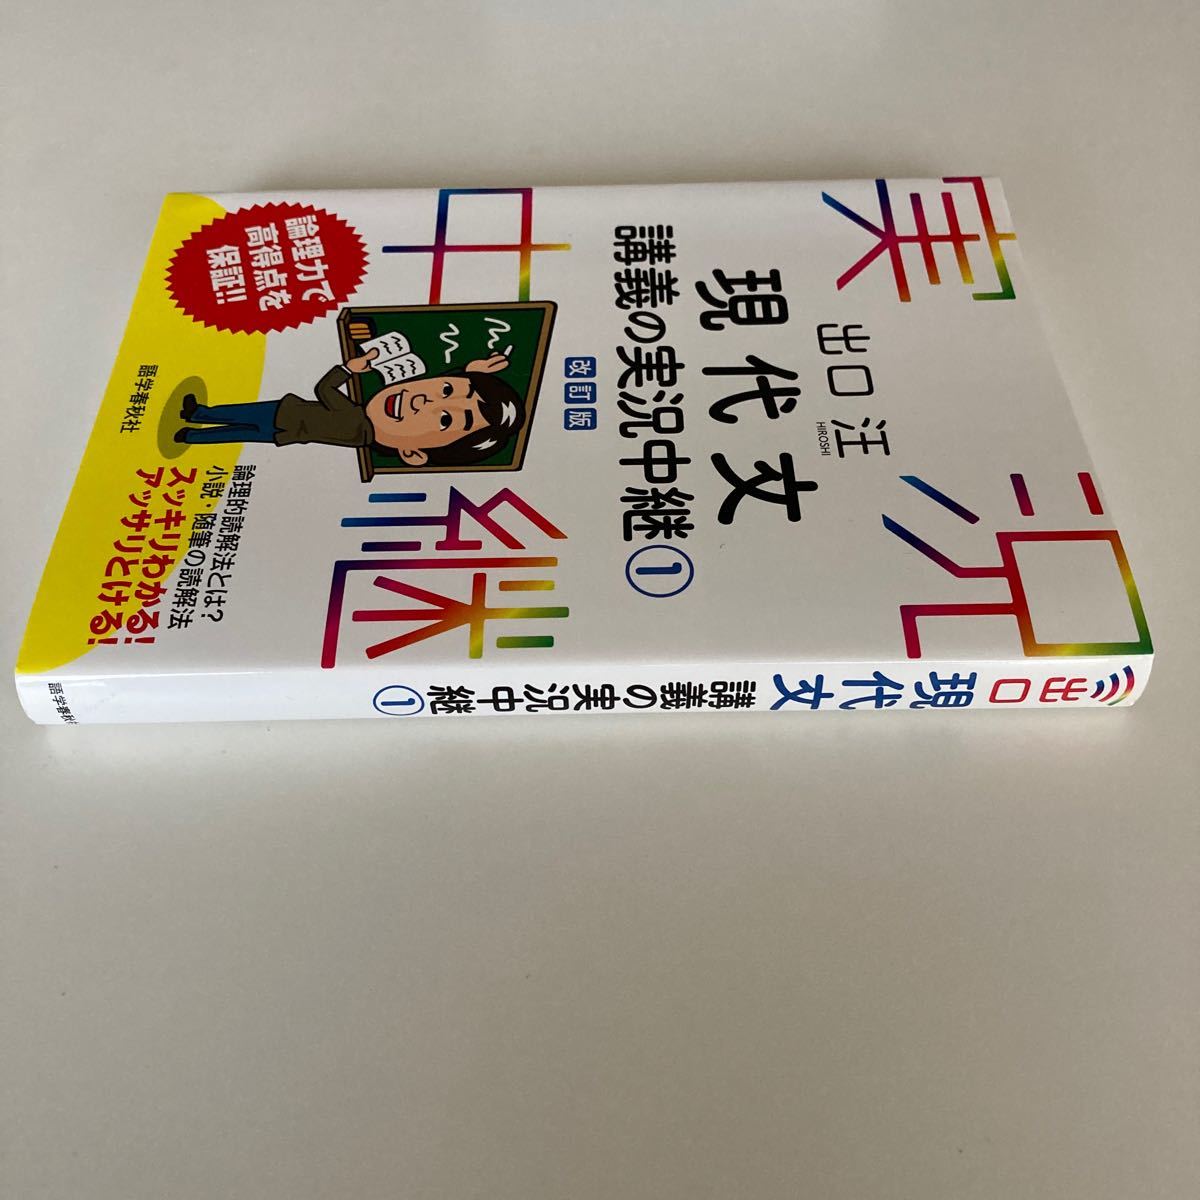 実況
中継
出口 汪
HIROSHI
現代文
講義の実況中継①
改訂版
論理力で
高得点を
保証!!
論理的読解法とは?
小説・随筆の読解法
スッキリわかる!
アッサリとける!
語学春秋社
出口 現代文 講義の実況中継① 語学春秋